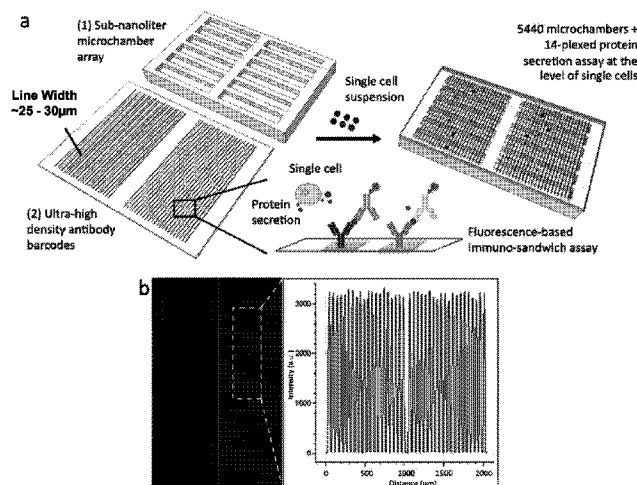 a
(1) Sub-nanoliter
microchamber
array
Line Width
~25 - 30µm
(2) Ultra-high
density antibody
barcodes
Single cell
suspension
Single cell
Protein
secretion
Fluorescence-based
immuno-sandwich assay
5440 microchambers +
14-plexed protein
secretion assay at the
level of single cells
b
Intensity (a.u.)
3000
2000
1000
0
0 500 1000 1500 2000
Distance (µm)